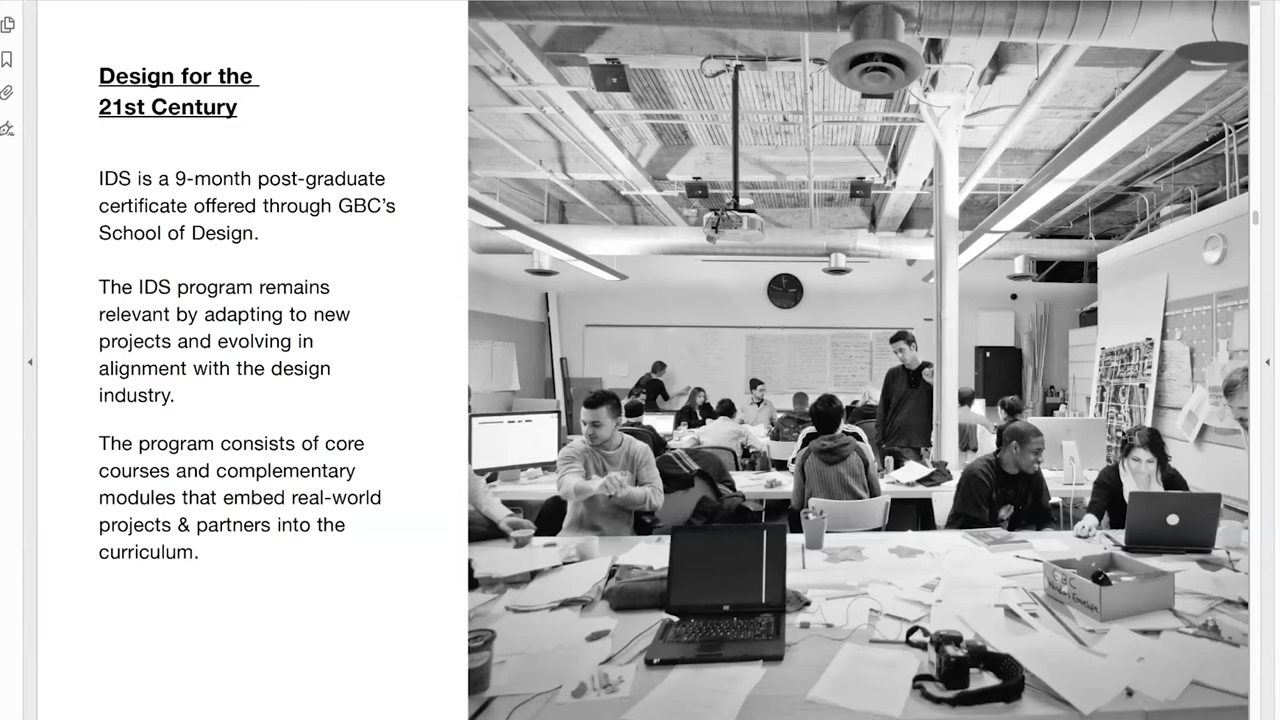 Design for the
21st Century
IDS is a 9-month post-graduate
certificate offered through GBC’s
School of Design.
The IDS program remains
relevant by adapting to new
projects and evolving in
alignment with the design
industry.
The program consists of core
courses and complementary
modules that embed real-world
projects & partners into the
curriculum.